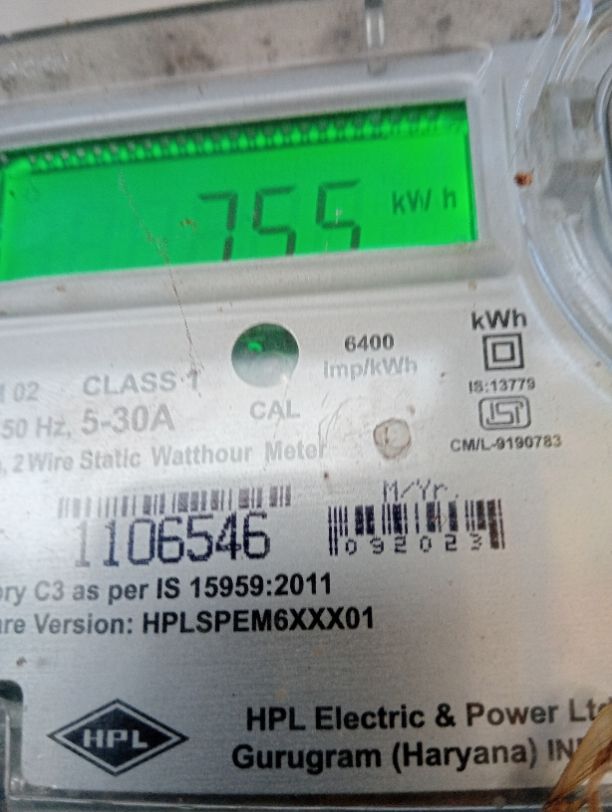 755 kW h
6400
imp/kWh
kWh
IS:13779
CM/L-9190783
02 CLASS 1
CAL
50 Hz, 5-30A
2 Wire Static Watthour Meter
M/Yr.
1106546
092023
ory C3 as per IS 15959:2011
are Version: HPLSPEM6XXX01
HPL
HPL Electric & Power Ltd
Gurugram (Haryana) IN